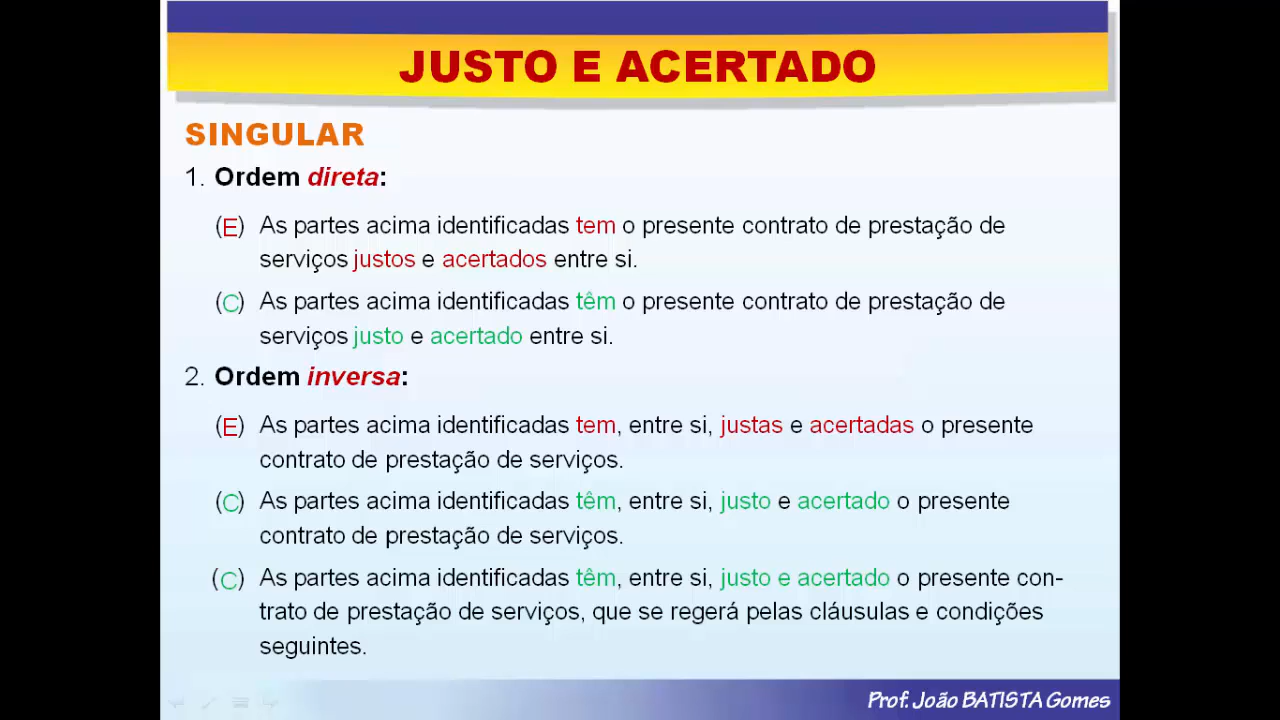 JUSTO E ACERTADO
SINGULAR
1. Ordem direta:
(E) As partes acima identificadas tem o presente contrato de prestação de
serviços justos e acertados entre si.
(C) As partes acima identificadas têm o presente contrato de prestação de
serviços justo e acertado entre si.
2. Ordem inversa:
(E) As partes acima identificadas tem, entre si, justas e acertadas o presente
contrato de prestação de serviços.
(C) As partes acima identificadas têm, entre si, justo e acertado o presente
contrato de prestação de serviços.
(C) As partes acima identificadas têm, entre si, justo e acertado o presente con-
trato de prestação de serviços, que se regerá pelas cláusulas e condições
seguintes.
Prof. João BATISTA Gomes